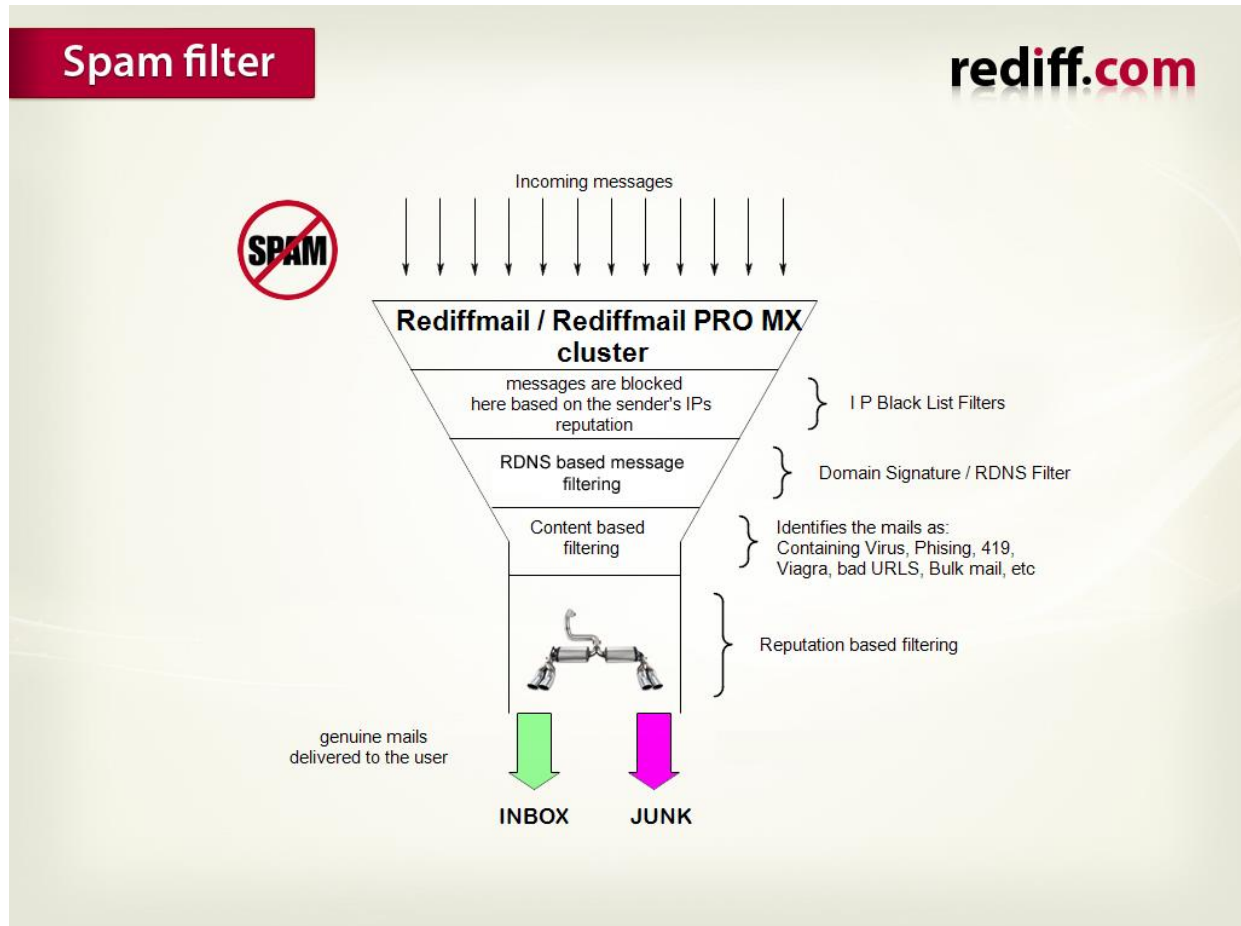 Spam filter
rediff.com
Incoming messages
SPAM
Rediffmail / Rediffmail PRO MX
cluster
messages are blocked
here based on the sender's IPs
reputation
I P Black List Filters
RDNS based message
filtering
Domain Signature / RDNS Filter
Content based
filtering
Identifies the mails as:
Containing Virus, Phising, 419,
Viagra, bad URLS, Bulk mail, etc
Reputation based filtering
genuine mails
delivered to the user
INBOX
JUNK